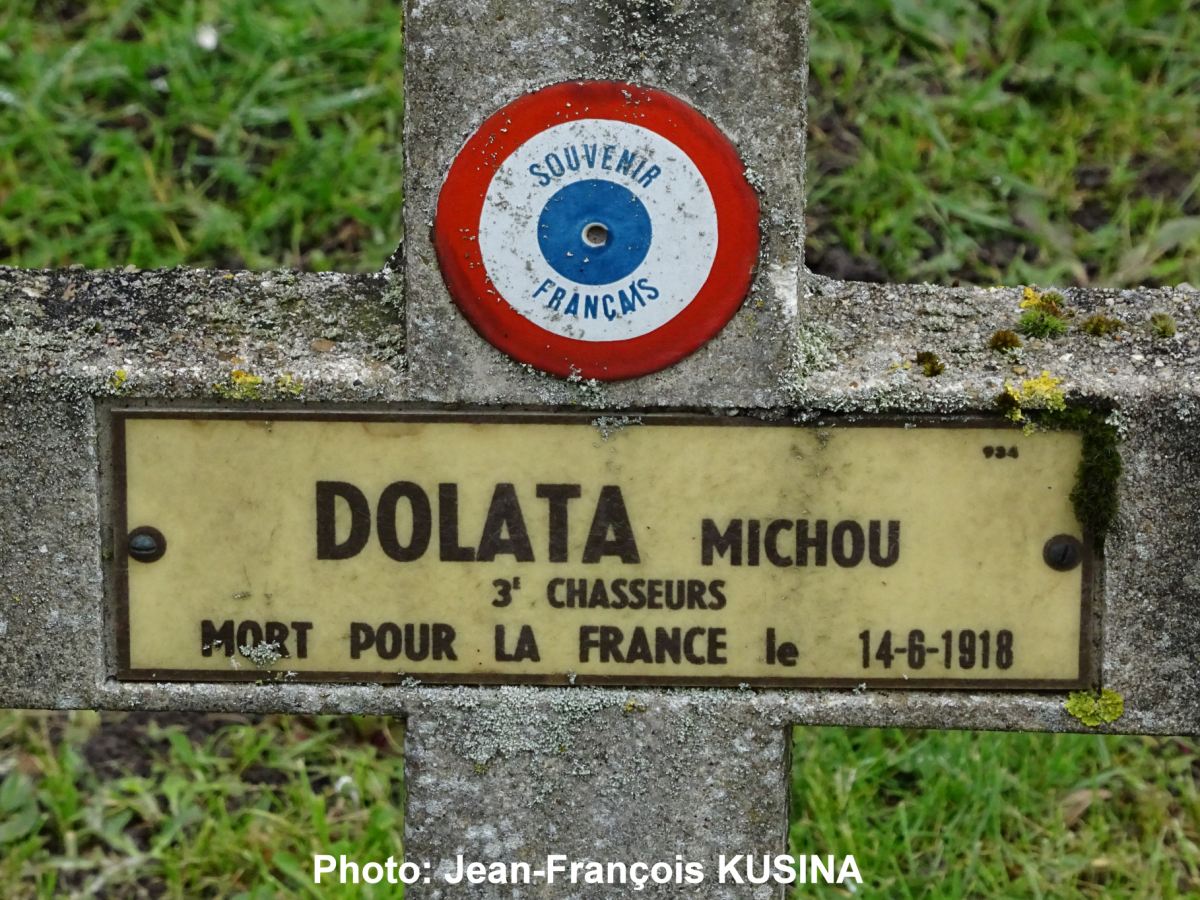 SOUVENIR
FRANÇAIS
934
DOLATA MICHOU
3E CHASSEURS
MORT POUR LA FRANCE le 14-6-1918
Photo: Jean-François KUSINA